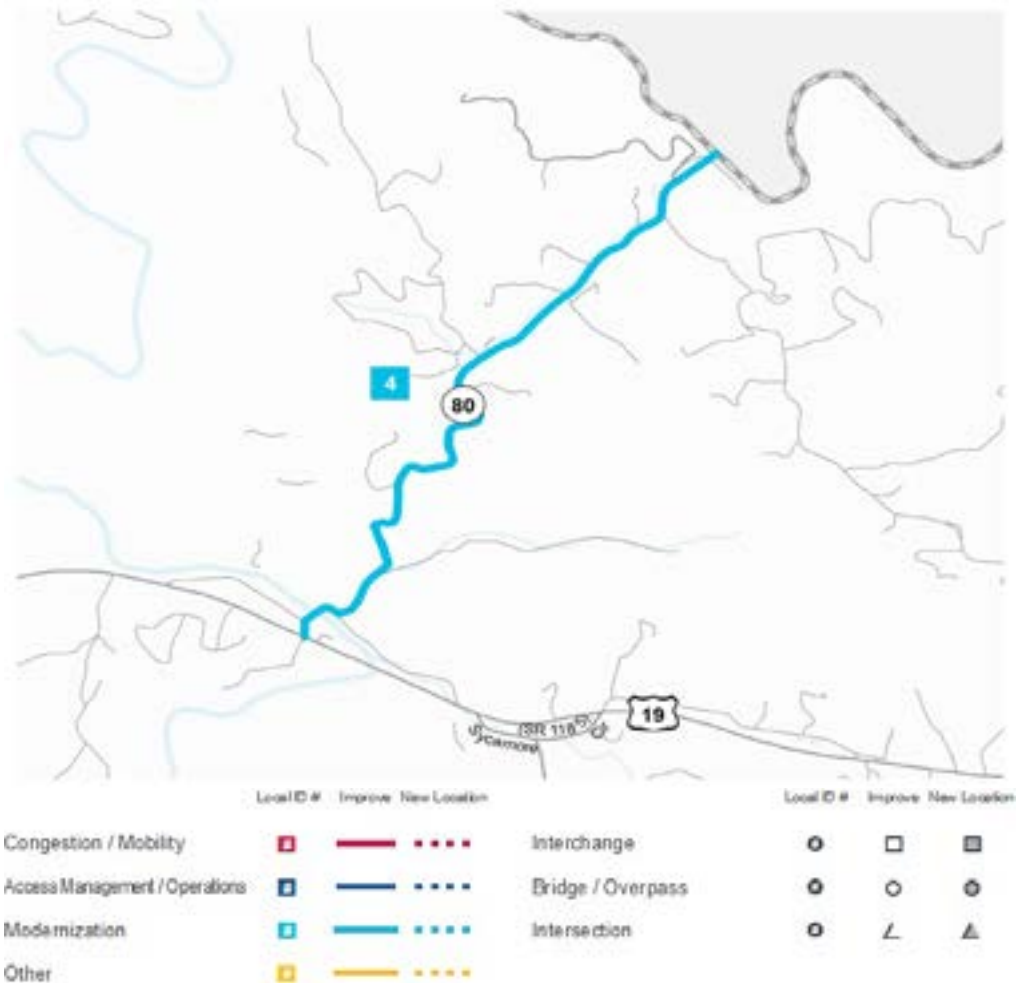 4
80
19
(SR 118
Sycamore
Local ID # Improve New Location
Local ID # Improve New Location
Congestion / Mobility
Interchange
Access Management / Operations
Bridge / Overpass
Modernization
Intersection
Other